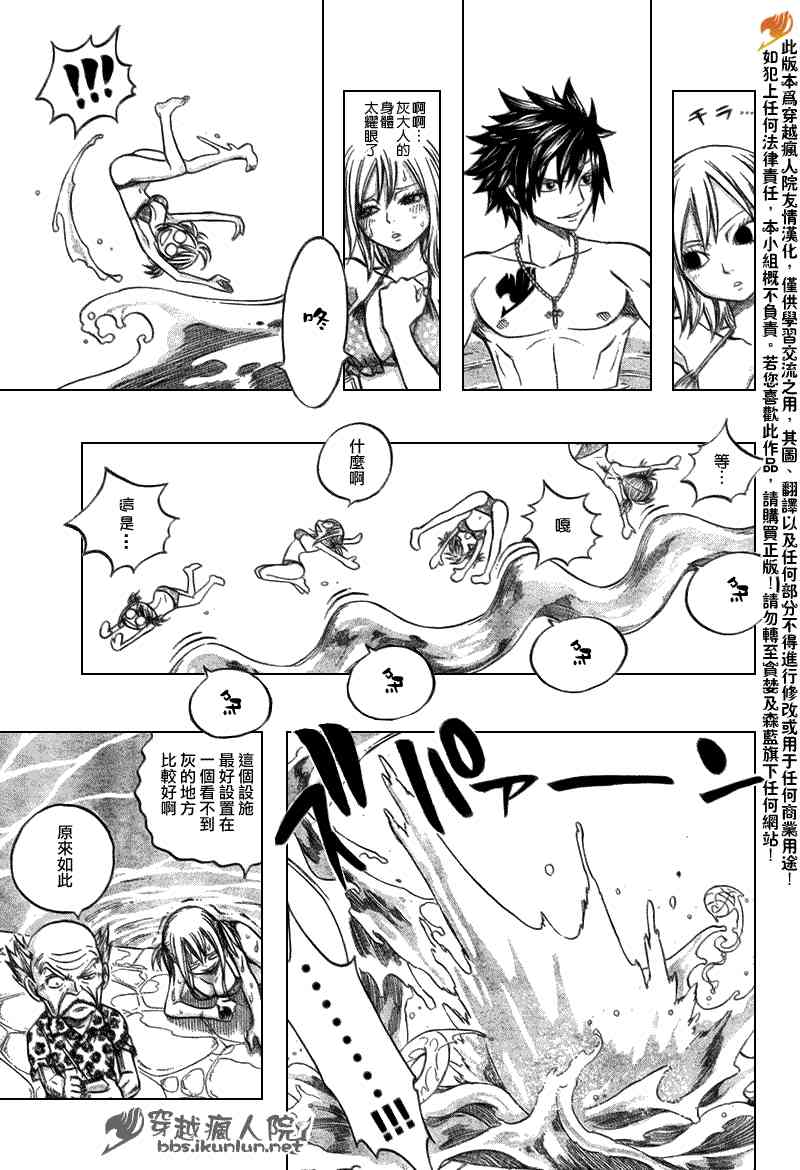 此版本爲穿越瘋人院友情漢化，僅供學習交流之用，其圖、翻譯以及任何部分不得進行修改或用于任何商業用途！
如犯上任何法律責任，本小組概不負責。若您喜歡此作品，請購買正版！請勿轉至貪婪及森藍旗下任何網站！
チラ…
啊啊…
灰大人的
身體
太耀眼了
!!!
咚
等…
嘎
什麼啊
這是…
咚
咚
咚
咚
ズパァーン
………!!!
這個設施
最好設置在
一個看不到
灰的地方
比較好啊
原來如此
穿越瘋人院
bbs.ikunlun.net